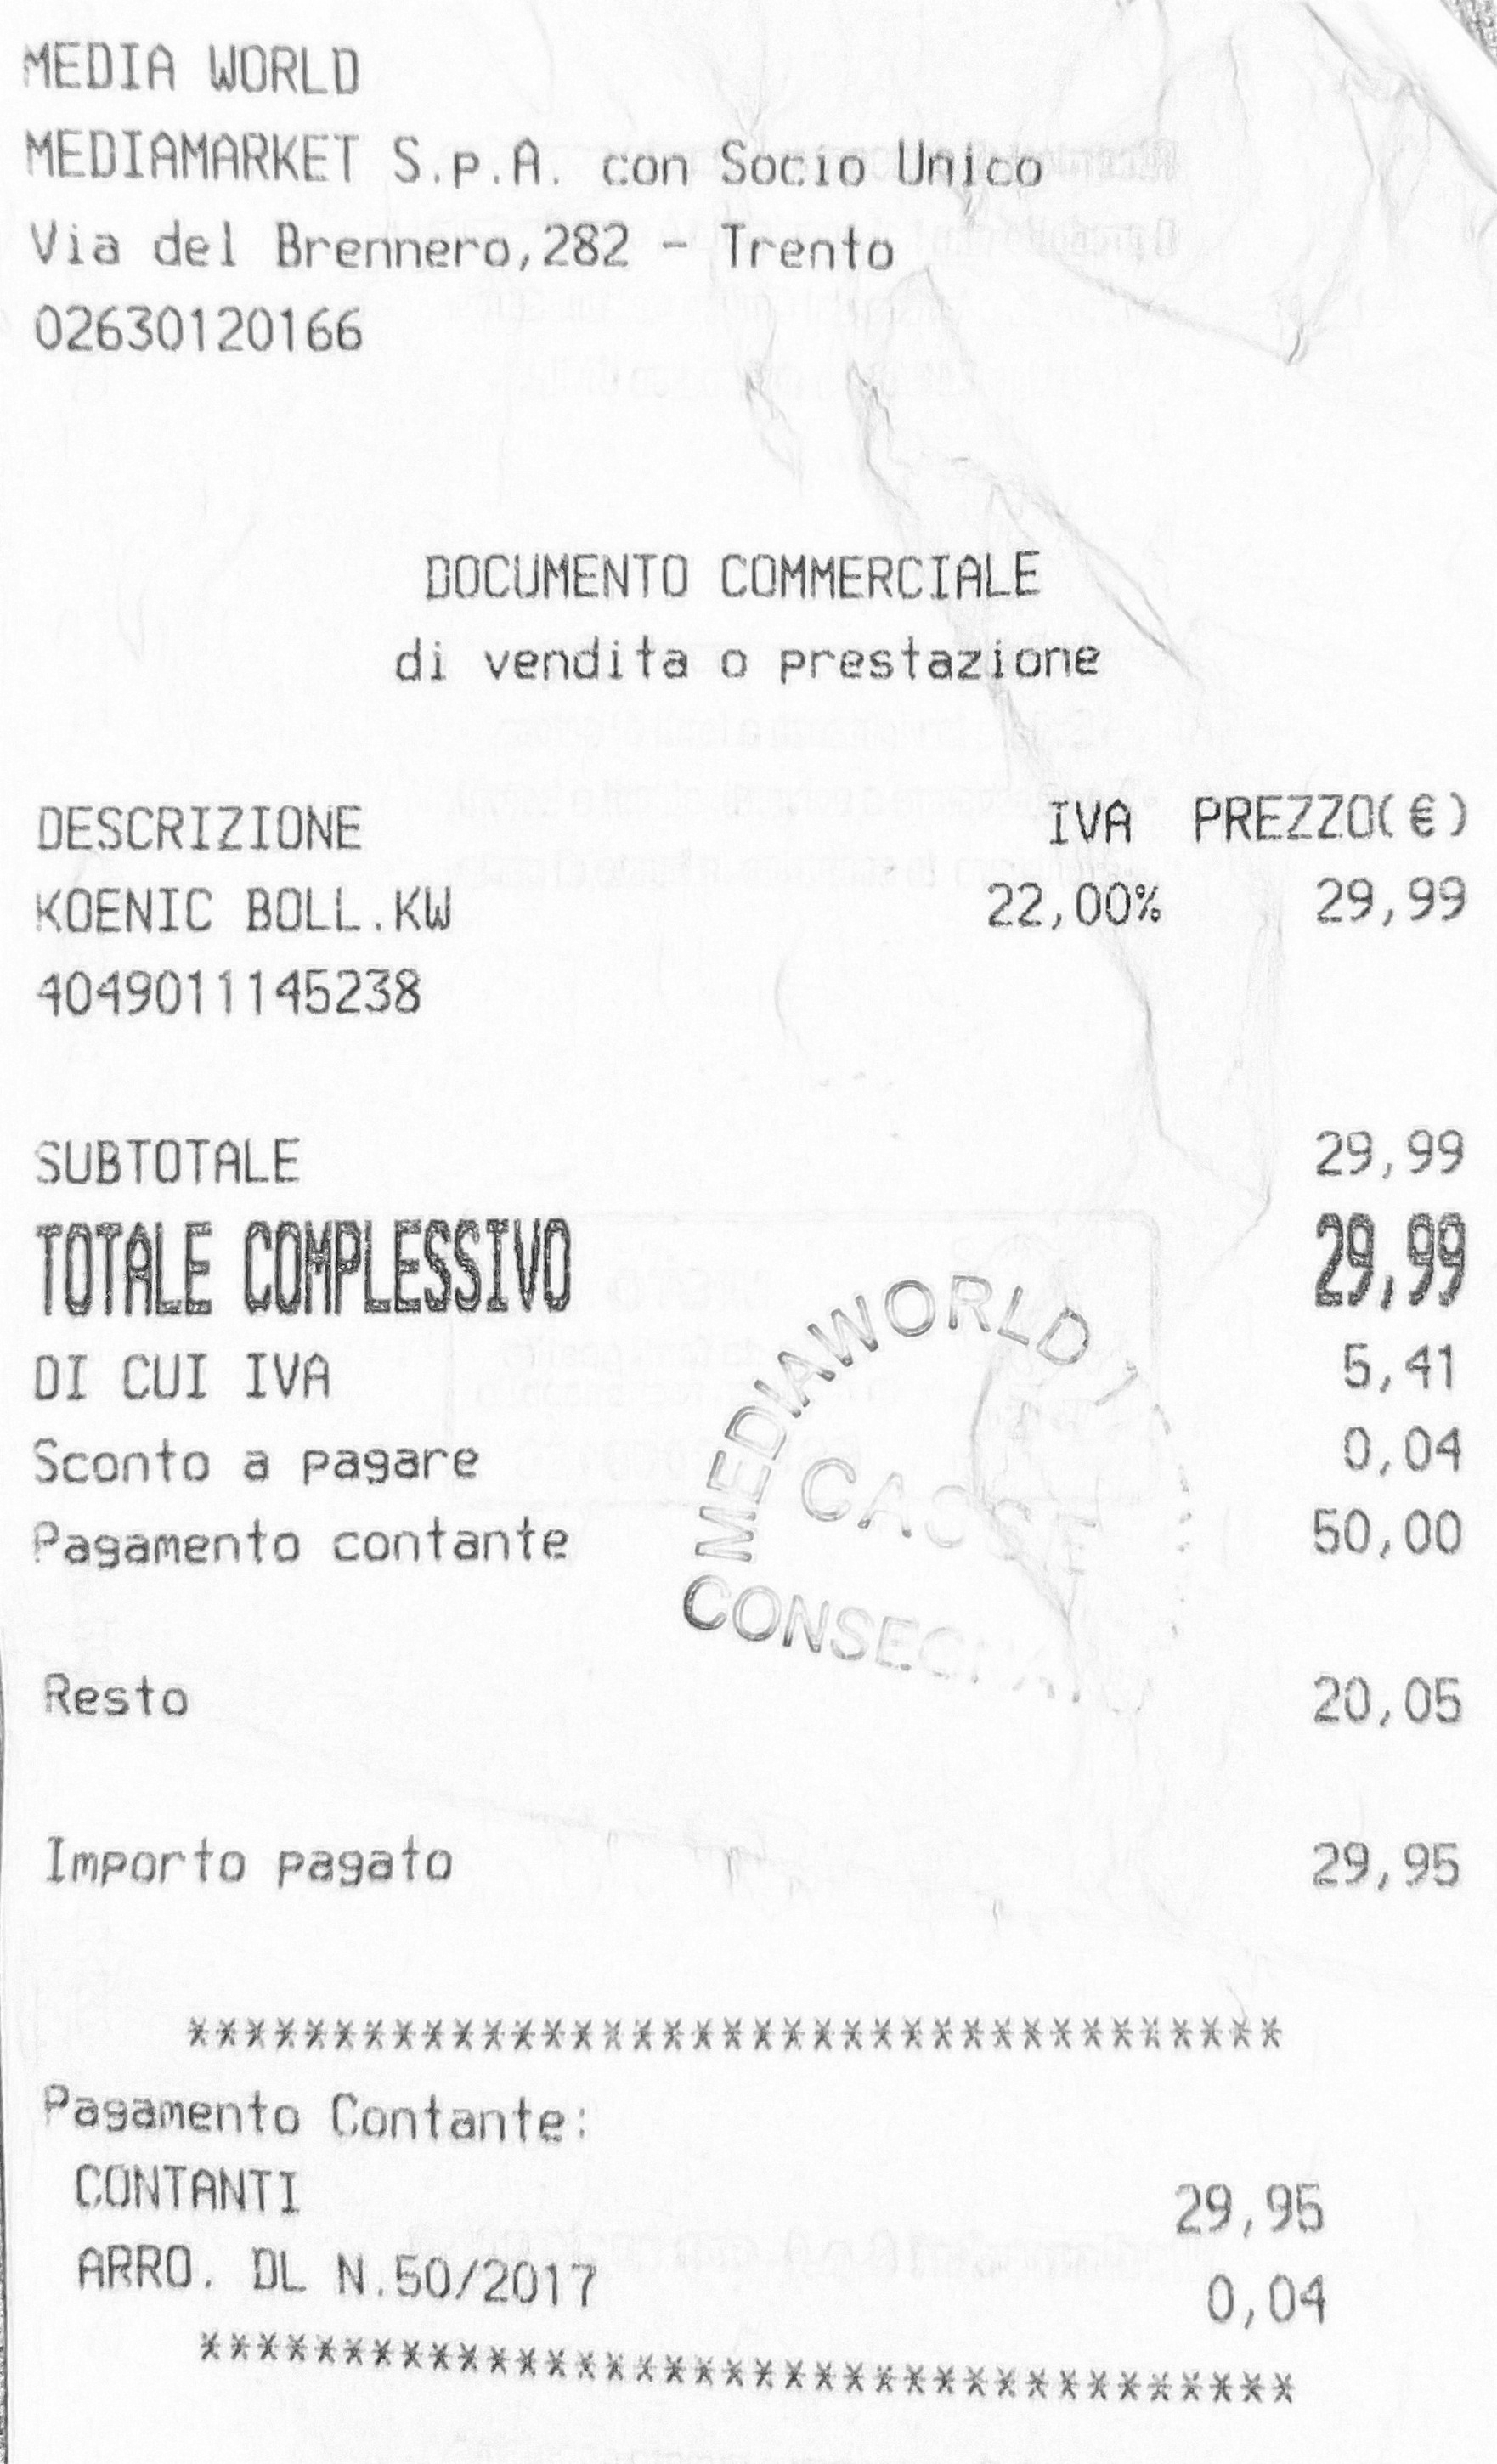 MEDIA WORLD
MEDIAMARKET S.p.A. con Socio Unico
Via del Brennero,282 - Trento
02630120166
DOCUMENTO COMMERCIALE
di vendita o prestazione
DESCRIZIONE IVA PREZZO(€)
KOENIC BOLL.KW 22,00% 29,99
4049011145238
SUBTOTALE 29,99
TOTALE COMPLESSIVO 29,99
DI CUI IVA 5,41
Sconto a pagare 0,04
Pagamento contante 50,00
MEDIAWORLD
CASSE
Resto 20,05
Importo pagato 29,95
*************************************
Pagamento Contante:
CONTANTI 29,95
ARRO. DL N.50/2017 0,04
*************************************